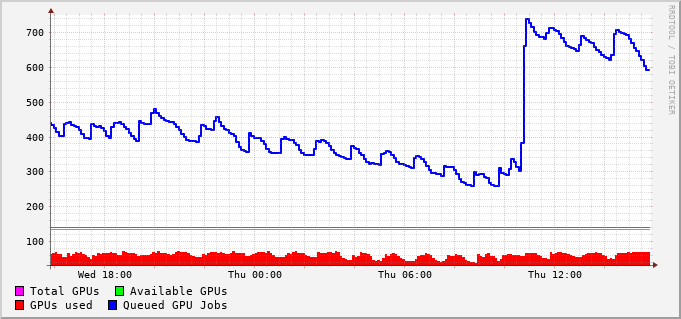 RRDTOOL / TOBI OETIKER
700
600
500
400
300
200
100
Wed 18:00 Thu 00:00 Thu 06:00 Thu 12:00
Total GPUs Available GPUs
GPUs used Queued GPU Jobs